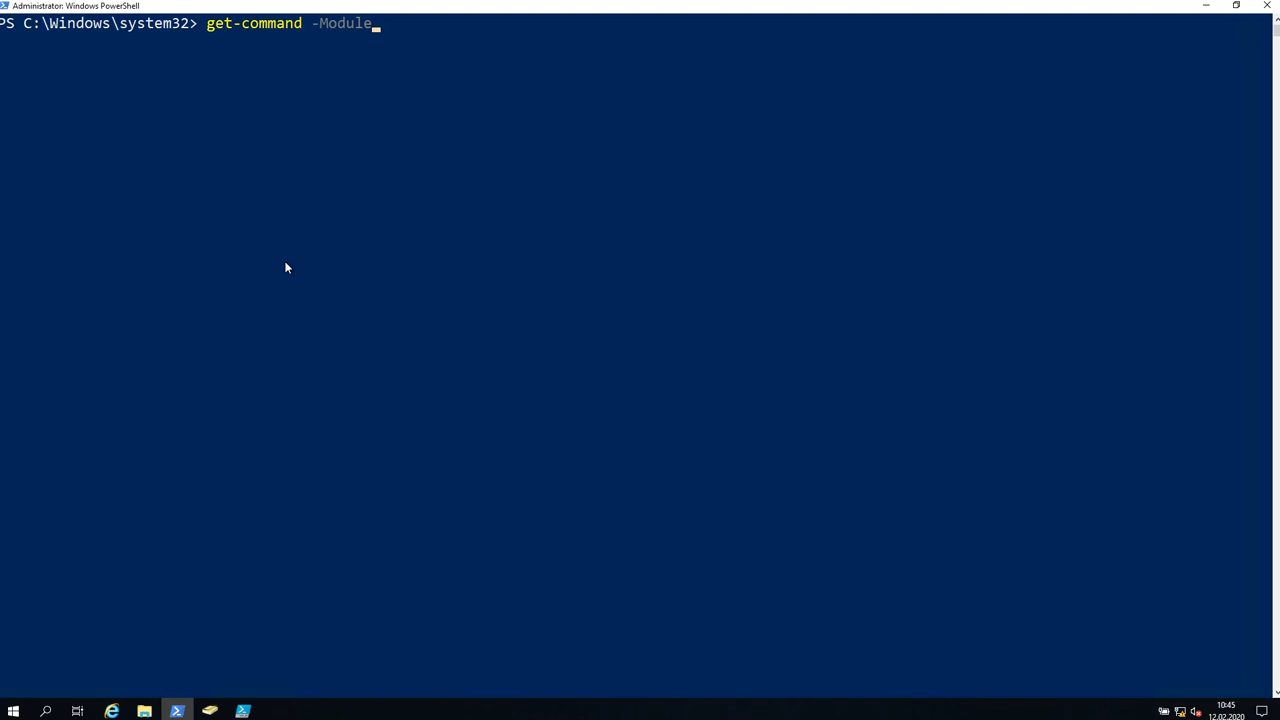 Administrator: Windows PowerShell
PS C:\Windows\system32> get-command -Module
10:45
12.02.2020